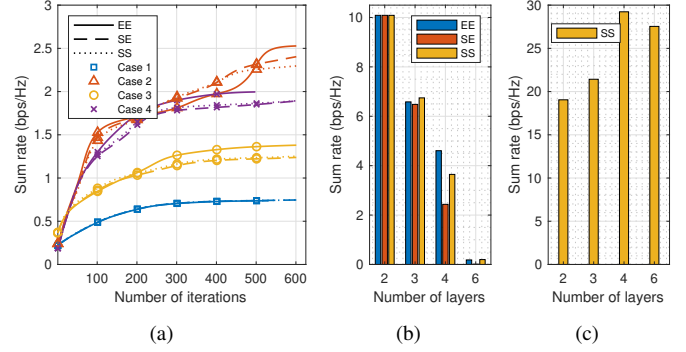 3
2.5
2
1.5
1
0.5
0
100 200 300 400 500 600
Number of iterations
Sum rate (bps/Hz)
EE
SE
SS
Case 1
Case 2
Case 3
Case 4
(a)
10
8
6
4
2
0
2 3 4 6
Number of layers
Sum rate (bps/Hz)
EE
SE
SS
(b)
30
25
20
15
10
5
0
2 3 4 6
Number of layers
Sum rate (bps/Hz)
SS
(c)